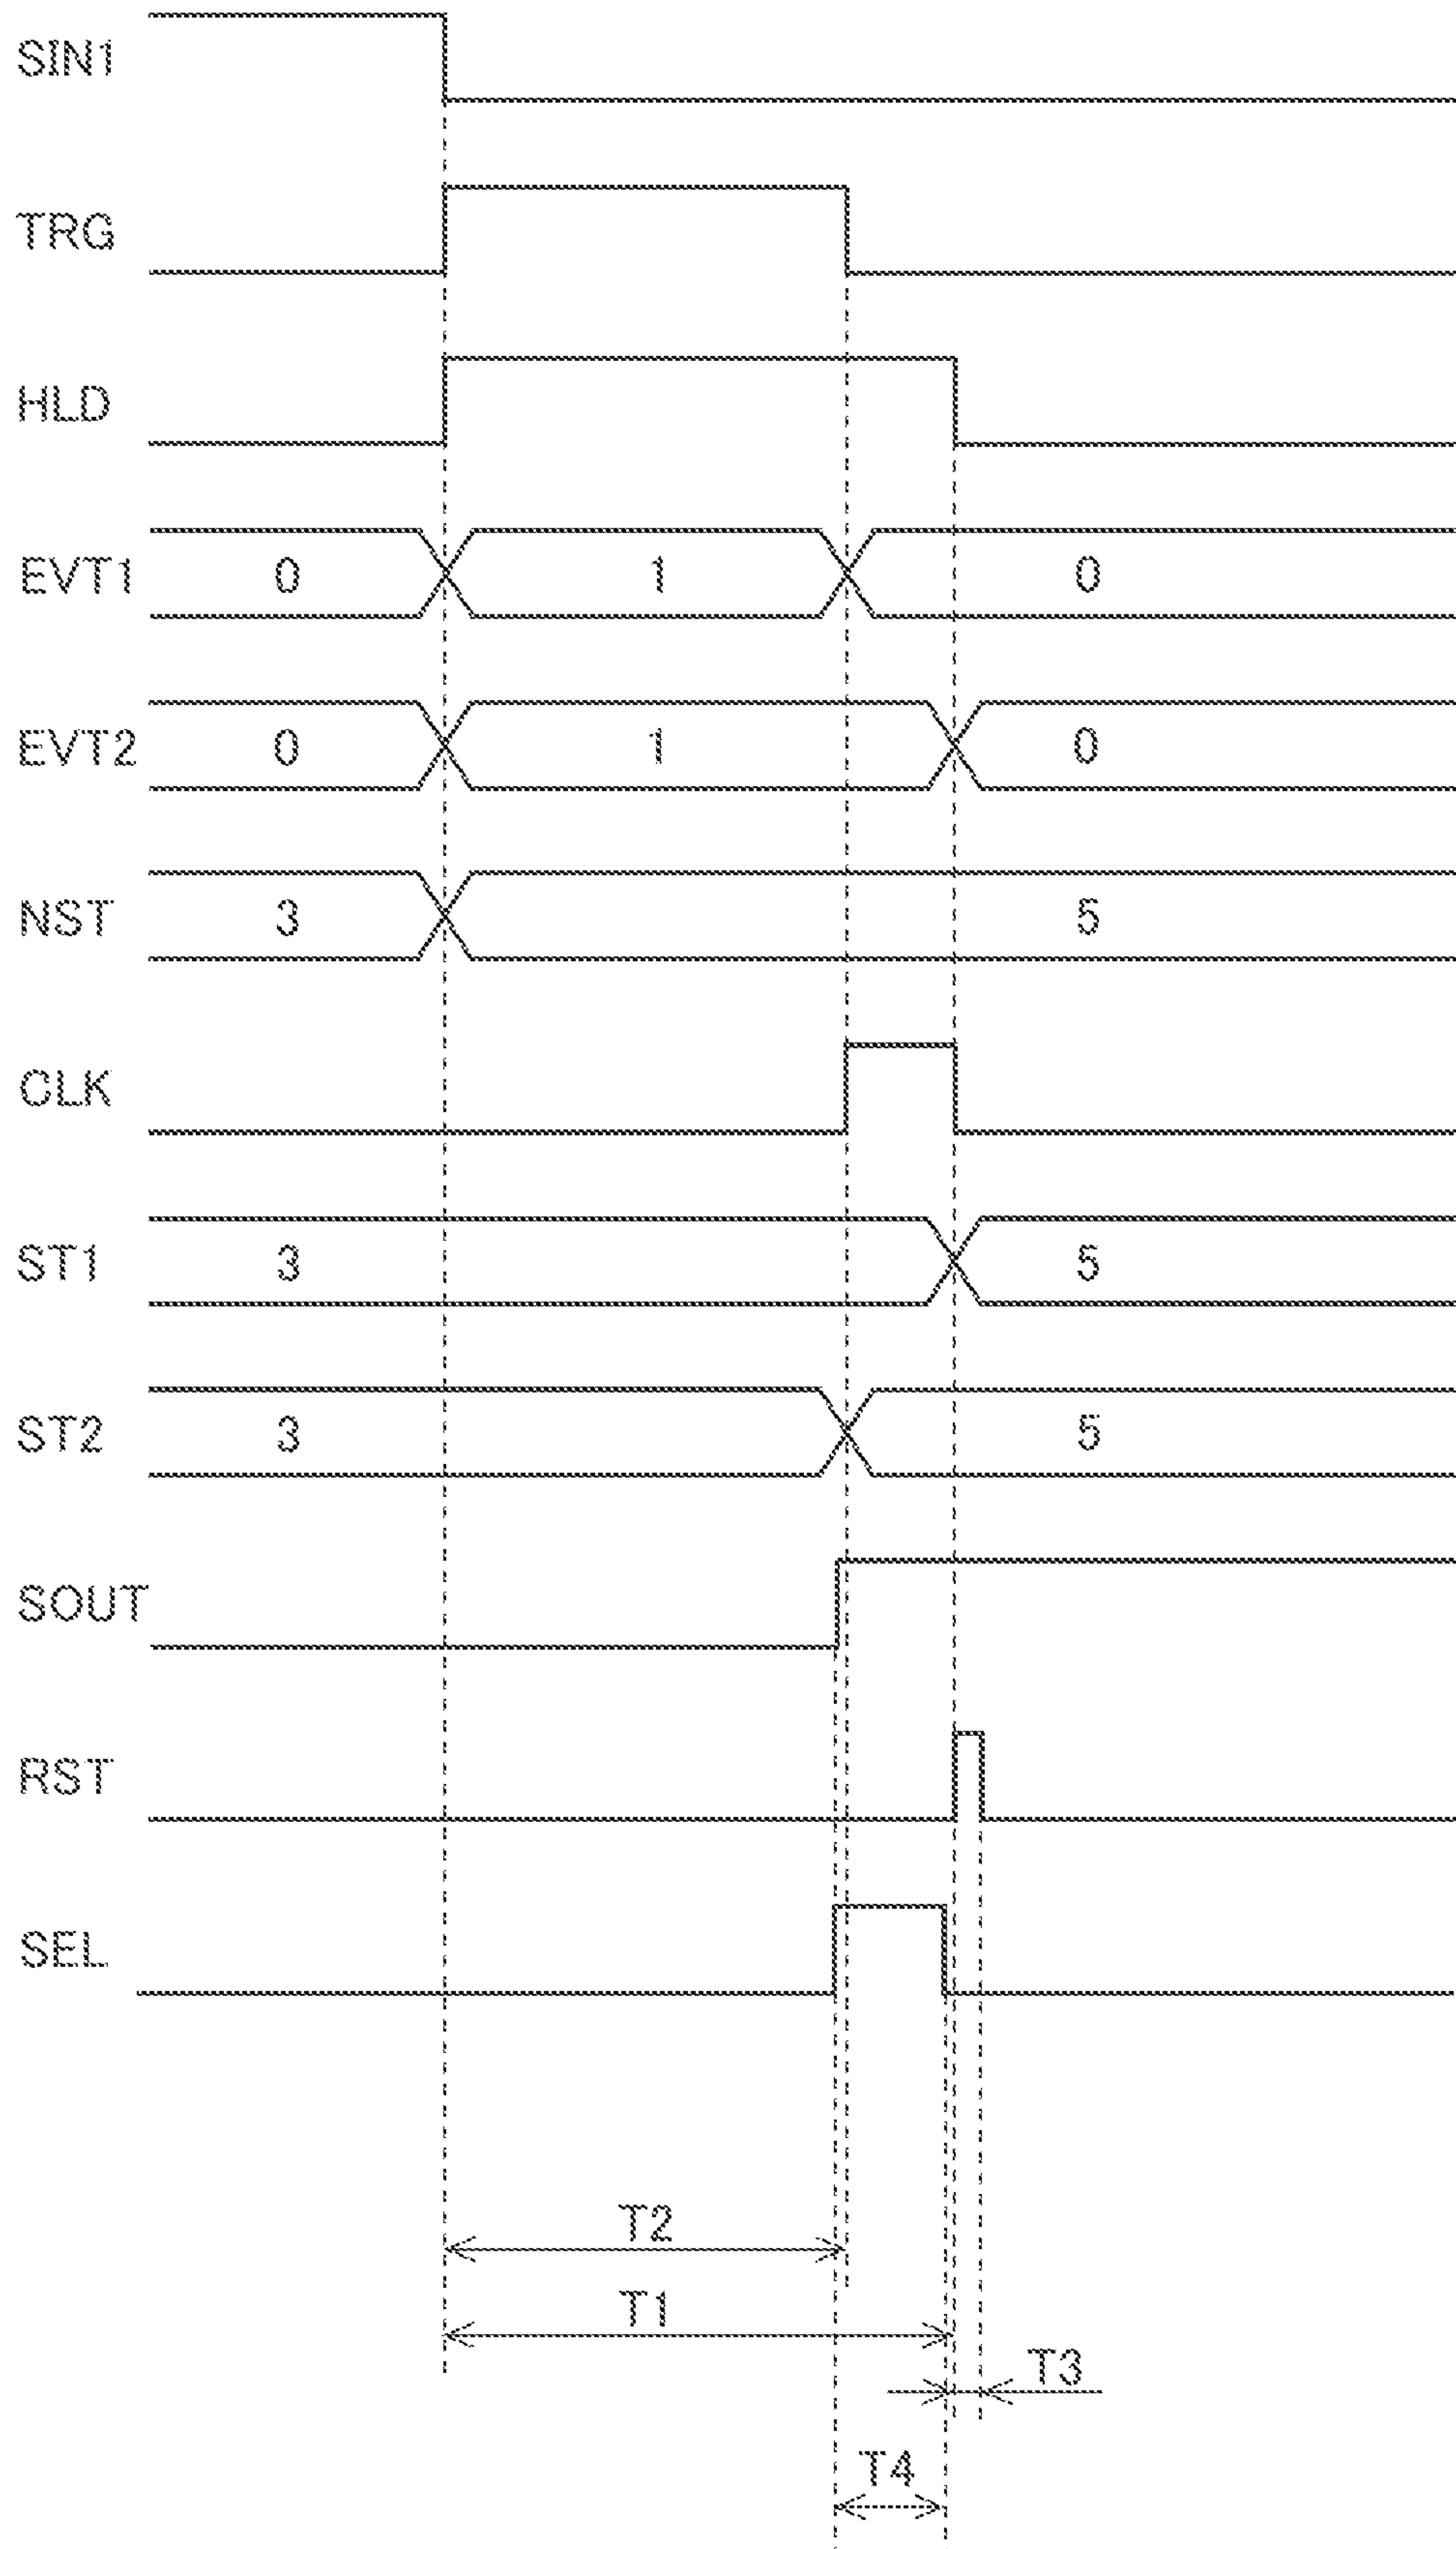 SIN1
TRG
HLD
EVT1 0 1 0
EVT2 0 1 0
NST 3 5
CLK
ST1 3 5
ST2 3 5
SOUT
RST
SEL
T2
T1
T3
T4